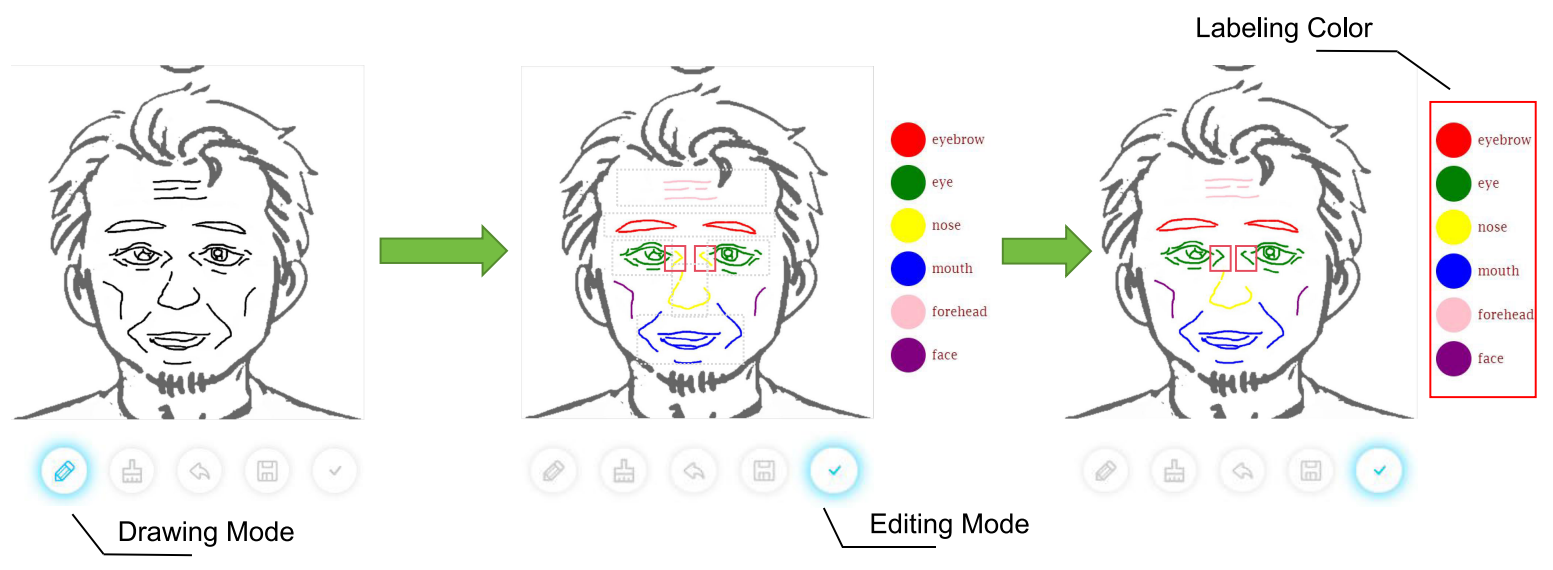 Labeling Color
eyebrow
eye
nose
mouth
forehead
face
eyebrow
eye
nose
mouth
forehead
face
Drawing Mode
Editing Mode